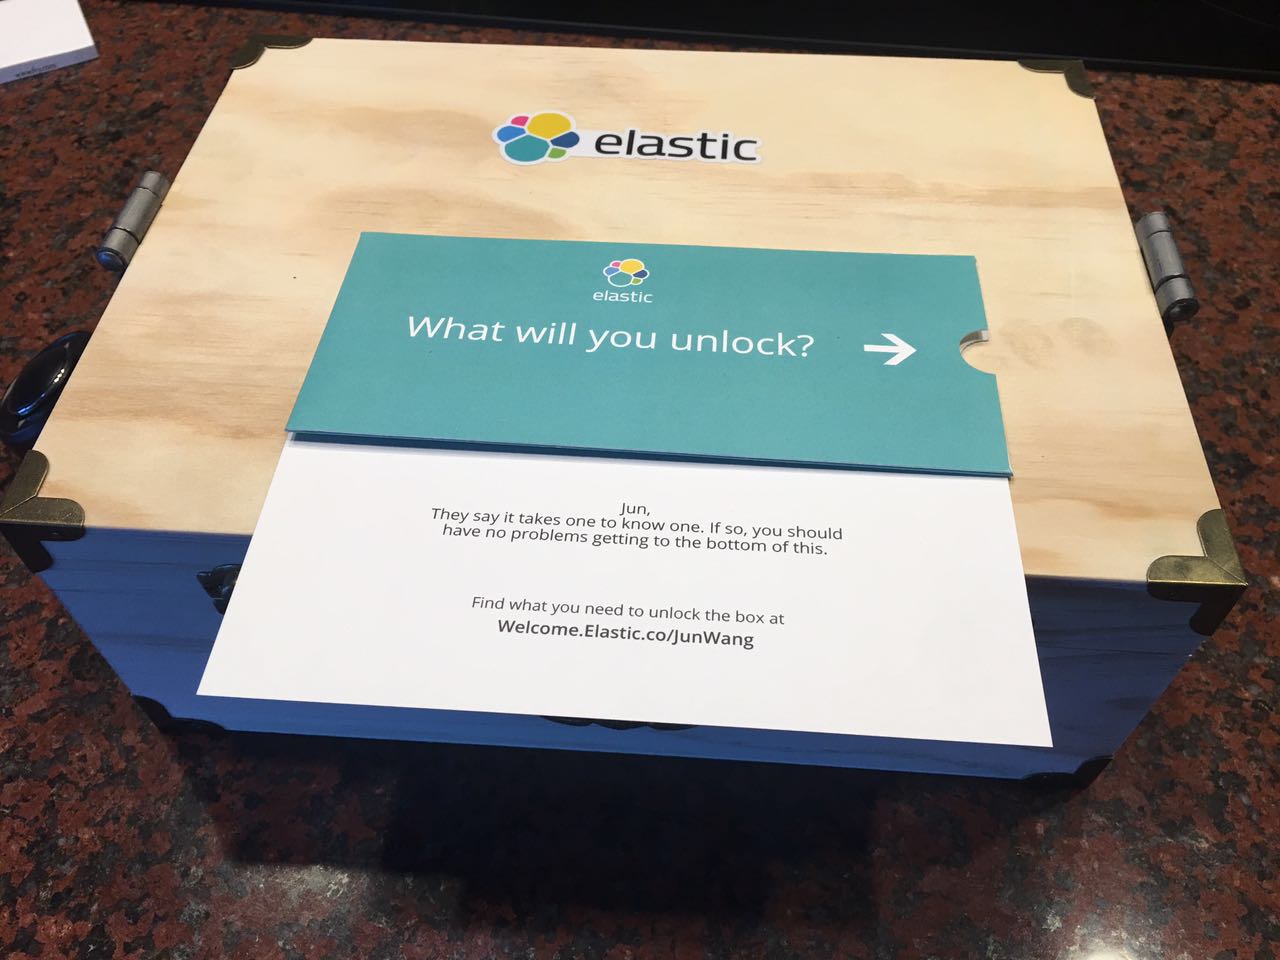 elastic
elastic
What will you unlock?
Jun,
They say it takes one to know one. If so, you should
have no problems getting to the bottom of this.
Find what you need to unlock the box at
Welcome.Elastic.co/JunWang